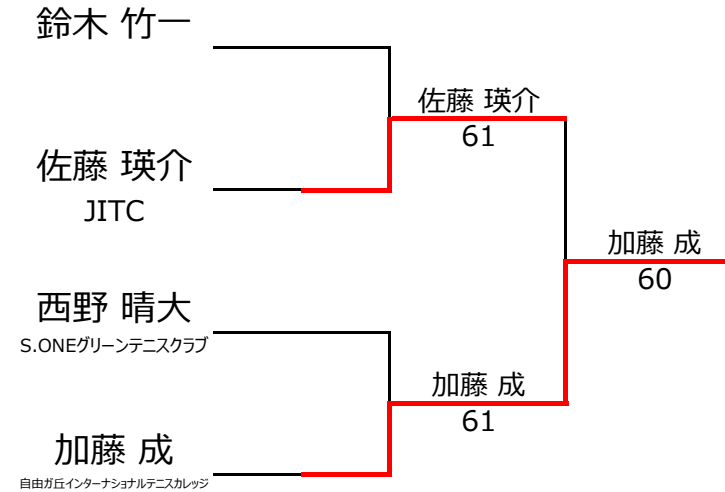 鈴木 竹一
佐藤 瑛介
61
佐藤 瑛介
JITC
加藤 成
60
西野 晴大
S.ONEグリーンテニスクラブ
加藤 成
61
加藤 成
自由ガ丘インターナショナルテニスカレッジ